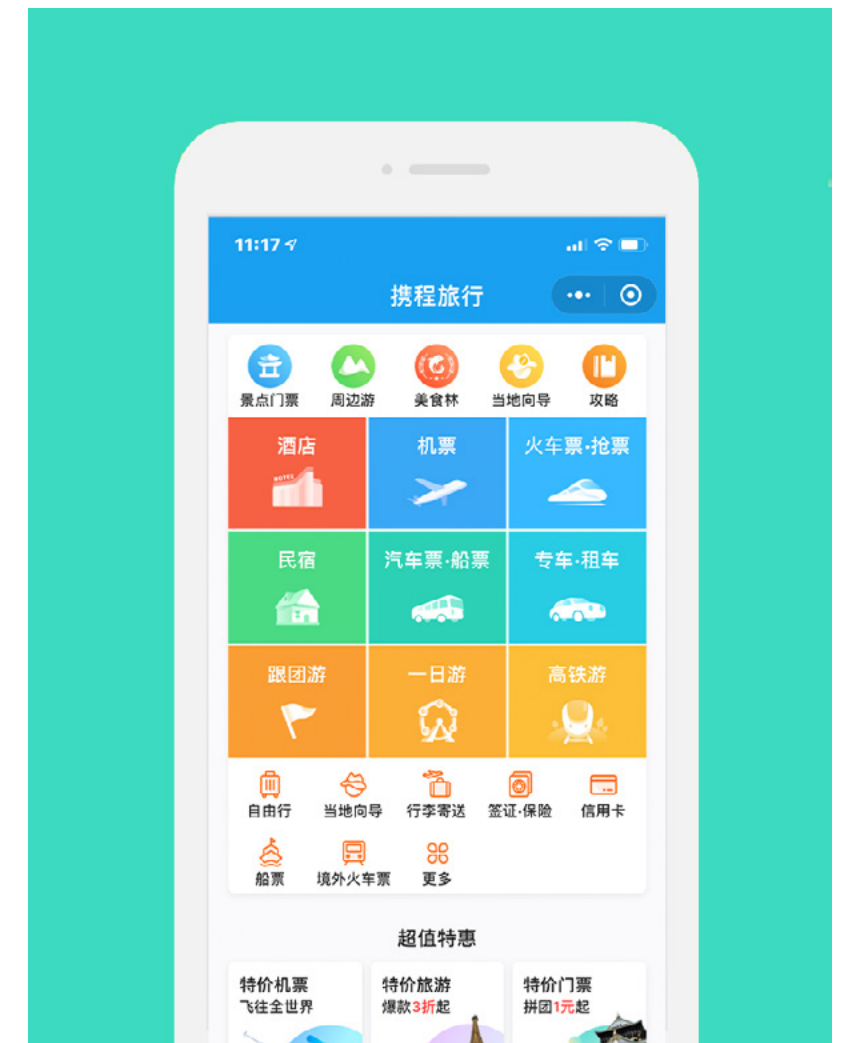 11:17
携程旅行
景点门票 周边游 美食林 当地向导 攻略
酒店 机票 火车票·抢票
HOTEL
民宿 汽车票·船票 专车·租车
跟团游 一日游 高铁游
自由行 当地向导 行李寄送 签证·保险 信用卡
船票 境外火车票 更多
超值特惠
特价机票 特价旅游 特价门票
飞往全世界 爆款3折起 拼团1元起